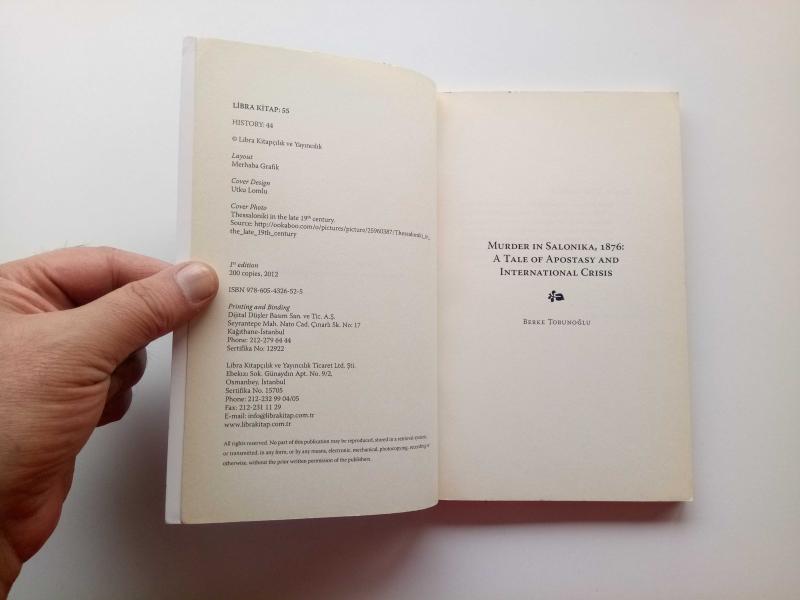 LİBRA KİTAP: 55
HISTORY: 44
© Libra Kitapçılık ve Yayıncılık
Layout
Merhaba Grafik
Cover Design
Utku Lomlu
Cover Photo
Thessaloniki in the late 19th century.
Source: http://ookaboo.com/o/pictures/picture/25960387/Thessaloniki_in_
the_late_19th_century
1st edition
200 copies, 2012
ISBN 978-605-4326-52-5
Printing and Binding
Dijital Düşler Basım San. ve Tic. A.Ş.
Seyrantepe Mah. Nato Cad. Çınarlı Sk. No: 17
Kağıthane-İstanbul
Phone: 212-279 64 44
Sertifika No: 12922
Libra Kitapçılık ve Yayıncılık Ticaret Ltd. Şti.
Ebekızı Sok. Günaydın Apt. No. 9/2,
Osmanbey, İstanbul
Sertifika No. 15705
Phone: 212-232 99 04/05
Fax: 212-231 11 29
E-mail: info@librakitap.com.tr
www.librakitap.com.tr
All rights reserved. No part of this publication may be reproduced, stored in a retrieval system,
or transmitted, in any form, or by any means, electronic, mechanical, photocopying, recording or
otherwise, without the prior written permission of the publishers.
MURDER IN SALONIKA, 1876:
A TALE OF APOSTASY AND
INTERNATIONAL CRISIS
BERKE TORUNOĞLU